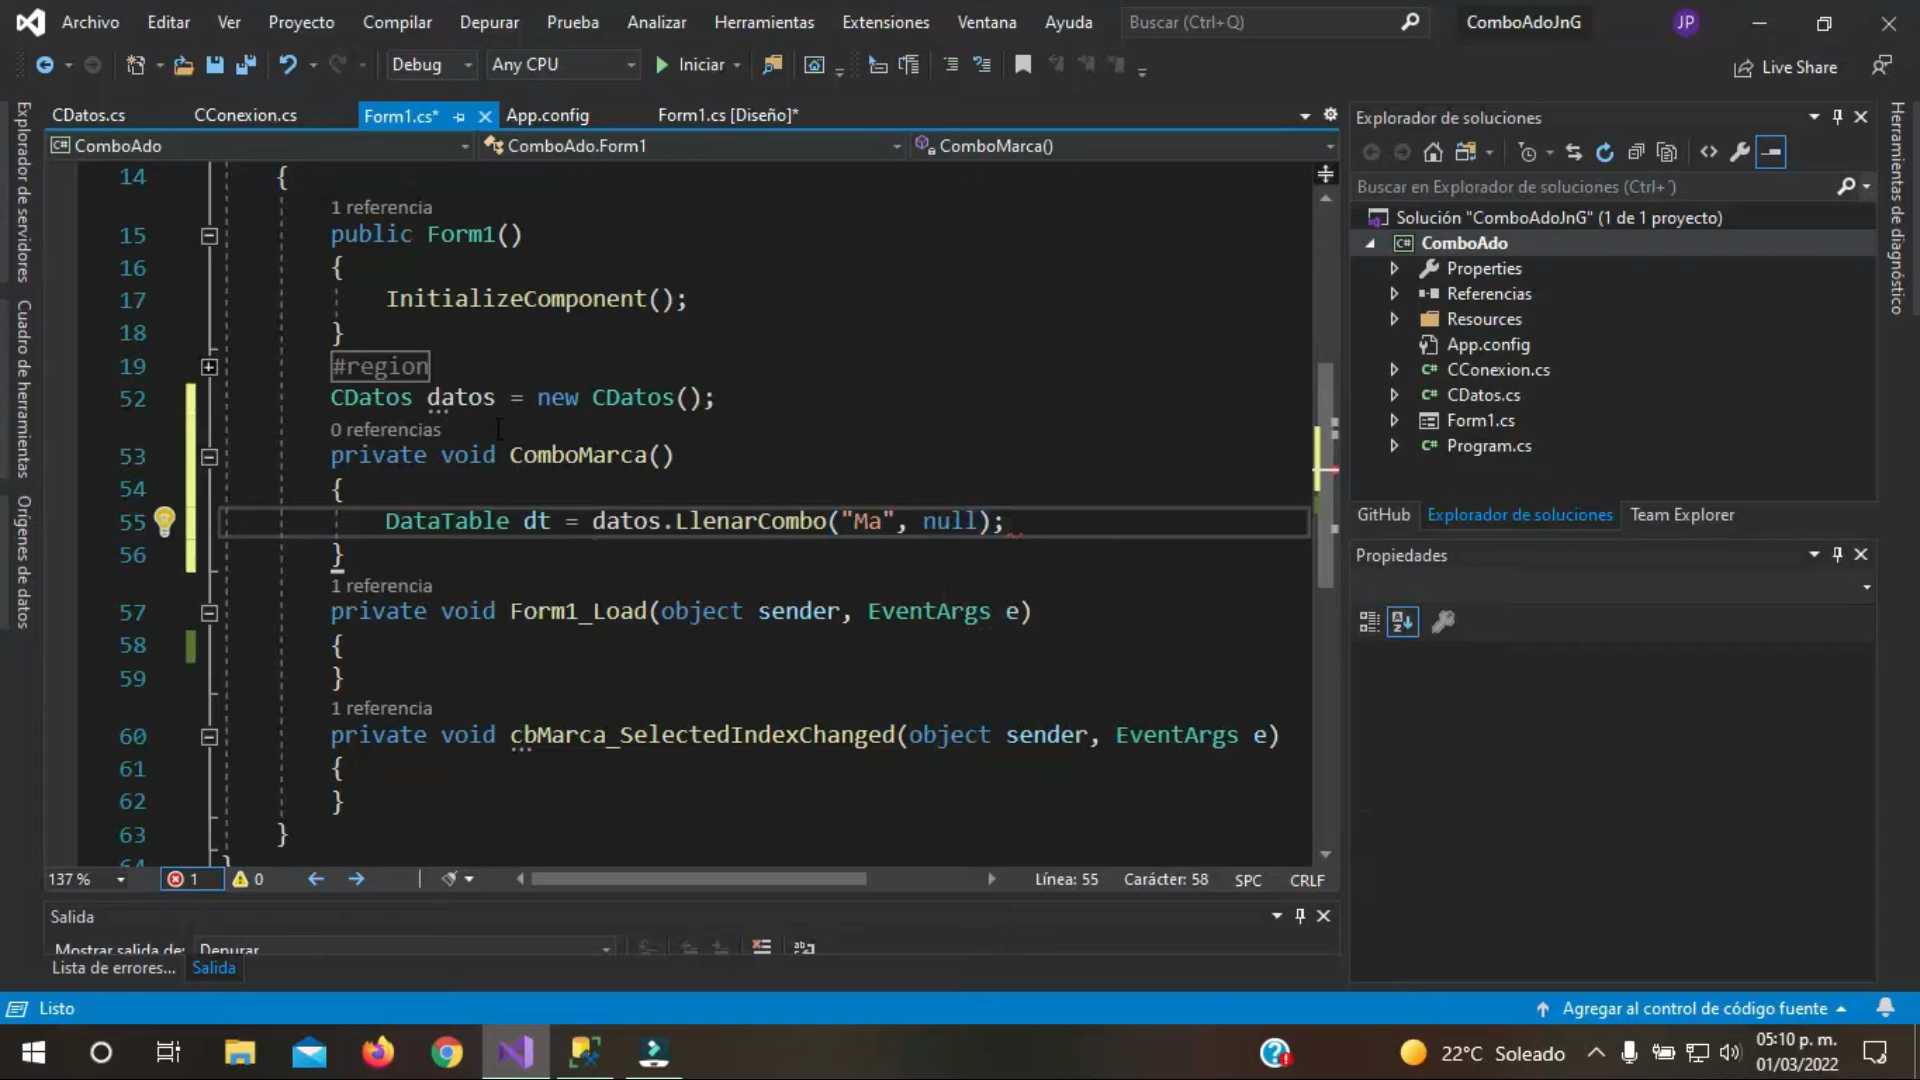 Archivo Editar Ver Proyecto Compilar Depurar Prueba Analizar Herramientas Extensiones Ventana Ayuda Buscar (Ctrl+Q) ComboAdoJnG JP
Debug Any CPU Iniciar Live Share
CDatos.cs CConexion.cs Form1.cs* App.config Form1.cs [Diseño]*
C# ComboAdo ComboAdo.Form1 ComboMarca()
14 {
1 referencia
15 public Form1()
16 {
17 InitializeComponent();
18 }
19 #region
52 CDatos datos = new CDatos();
0 referencias
53 private void ComboMarca()
54 {
55 DataTable dt = datos.LlenarCombo("Ma", null);
56 }
1 referencia
57 private void Form1_Load(object sender, EventArgs e)
58 {
59 }
1 referencia
60 private void cbMarca_SelectedIndexChanged(object sender, EventArgs e)
61 {
62 }
63 }
64 }
137 % 1 0 Línea: 55 Carácter: 58 SPC CRLF
Salida
Mostrar salida de: Depurar
Lista de errores... Salida
Explorador de servidores
Cuadro de herramientas
Orígenes de datos
Explorador de soluciones
Buscar en Explorador de soluciones (Ctrl+´)
Solución "ComboAdoJnG" (1 de 1 proyecto)
C# ComboAdo
Properties
Referencias
Resources
App.config
C# CConexion.cs
C# CDatos.cs
Form1.cs
C# Program.cs
GitHub Explorador de soluciones Team Explorer
Propiedades
Herramientas de diagnóstico
Listo Agregar al control de código fuente
22°C Soleado
05:10 p. m.
01/03/2022